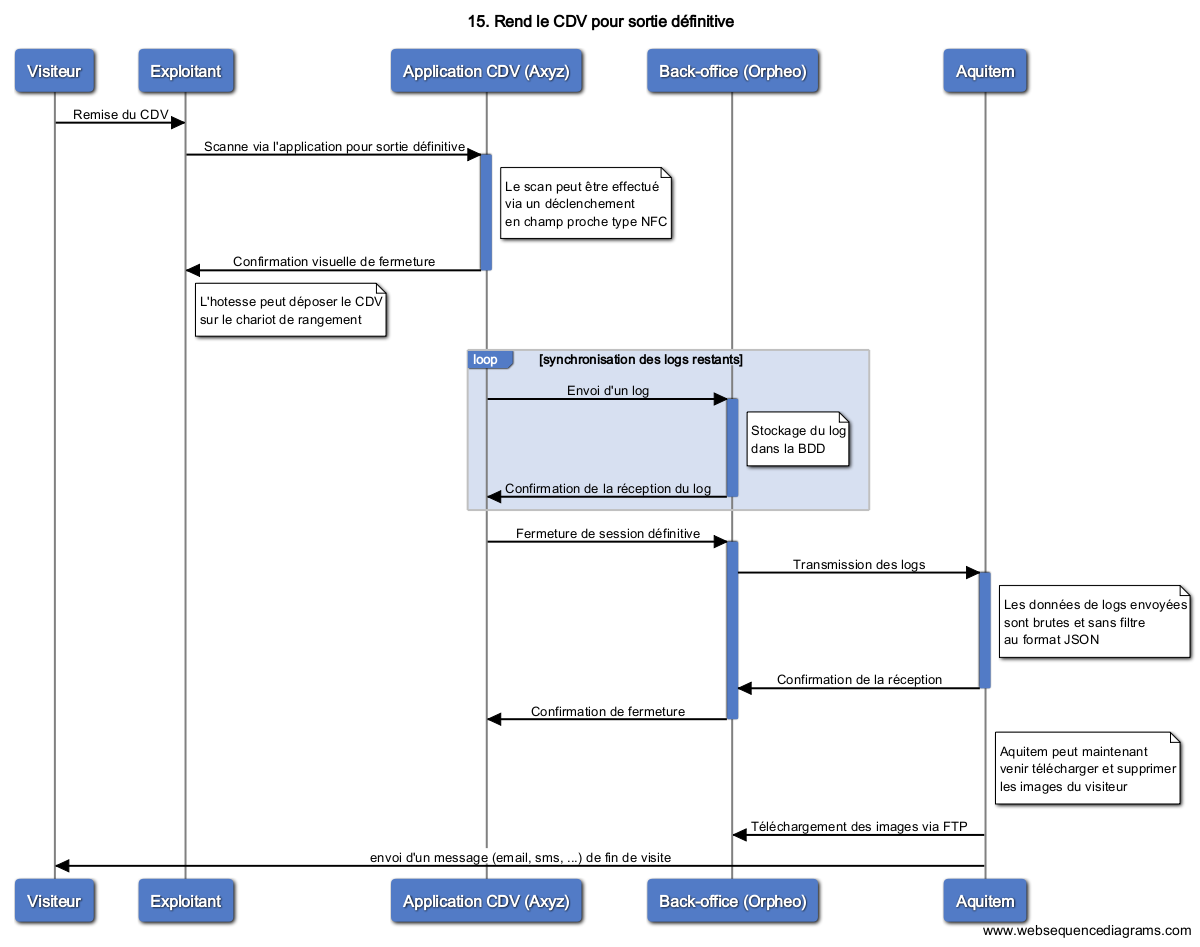 15. Rend le CDV pour sortie définitive
Visiteur
Exploitant
Application CDV (Axyz)
Back-office (Orpheo)
Aquitem
Remise du CDV
Scanne via l'application pour sortie définitive
Le scan peut être effectué
via un déclenchement
en champ proche type NFC
Confirmation visuelle de fermeture
L'hotesse peut déposer le CDV
sur le chariot de rangement
loop
[synchronisation des logs restants]
Envoi d'un log
Stockage du log
dans la BDD
Confirmation de la réception du log
Fermeture de session définitive
Transmission des logs
Les données de logs envoyées
sont brutes et sans filtre
au format JSON
Confirmation de la réception
Confirmation de fermeture
Aquitem peut maintenant
venir télécharger et supprimer
les images du visiteur
Téléchargement des images via FTP
envoi d'un message (email, sms, ...) de fin de visite
Visiteur
Exploitant
Application CDV (Axyz)
Back-office (Orpheo)
Aquitem
www.websequencediagrams.com